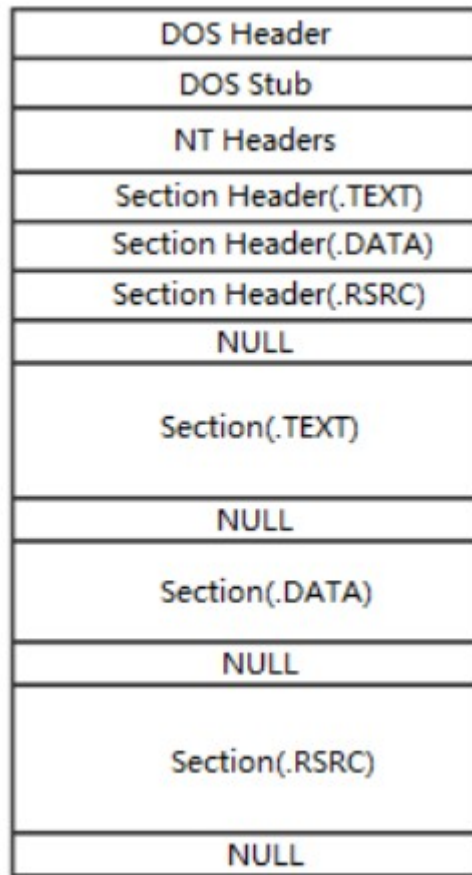 DOS Header
DOS Stub
NT Headers
Section Header(.TEXT)
Section Header(.DATA)
Section Header(.RSRC)
NULL
Section(.TEXT)
NULL
Section(.DATA)
NULL
Section(.RSRC)
NULL